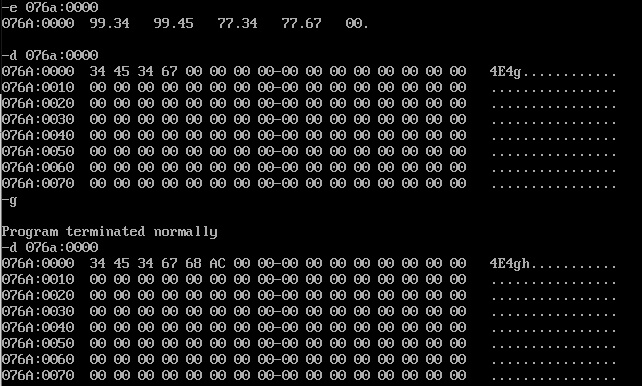 -e 076a:0000
076A:0000  99.34   99.45   77.34   77.67   00.
-d 076a:0000
076A:0000  34 45 34 67 00 00 00 00-00 00 00 00 00 00 00 00   4E4g............
076A:0010  00 00 00 00 00 00 00 00-00 00 00 00 00 00 00 00   ................
076A:0020  00 00 00 00 00 00 00 00-00 00 00 00 00 00 00 00   ................
076A:0030  00 00 00 00 00 00 00 00-00 00 00 00 00 00 00 00   ................
076A:0040  00 00 00 00 00 00 00 00-00 00 00 00 00 00 00 00   ................
076A:0050  00 00 00 00 00 00 00 00-00 00 00 00 00 00 00 00   ................
076A:0060  00 00 00 00 00 00 00 00-00 00 00 00 00 00 00 00   ................
076A:0070  00 00 00 00 00 00 00 00-00 00 00 00 00 00 00 00   ................
-g
Program terminated normally
-d 076a:0000
076A:0000  34 45 34 67 68 AC 00 00-00 00 00 00 00 00 00 00   4E4gh...........
076A:0010  00 00 00 00 00 00 00 00-00 00 00 00 00 00 00 00   ................
076A:0020  00 00 00 00 00 00 00 00-00 00 00 00 00 00 00 00   ................
076A:0030  00 00 00 00 00 00 00 00-00 00 00 00 00 00 00 00   ................
076A:0040  00 00 00 00 00 00 00 00-00 00 00 00 00 00 00 00   ................
076A:0050  00 00 00 00 00 00 00 00-00 00 00 00 00 00 00 00   ................
076A:0060  00 00 00 00 00 00 00 00-00 00 00 00 00 00 00 00   ................
076A:0070  00 00 00 00 00 00 00 00-00 00 00 00 00 00 00 00   ................